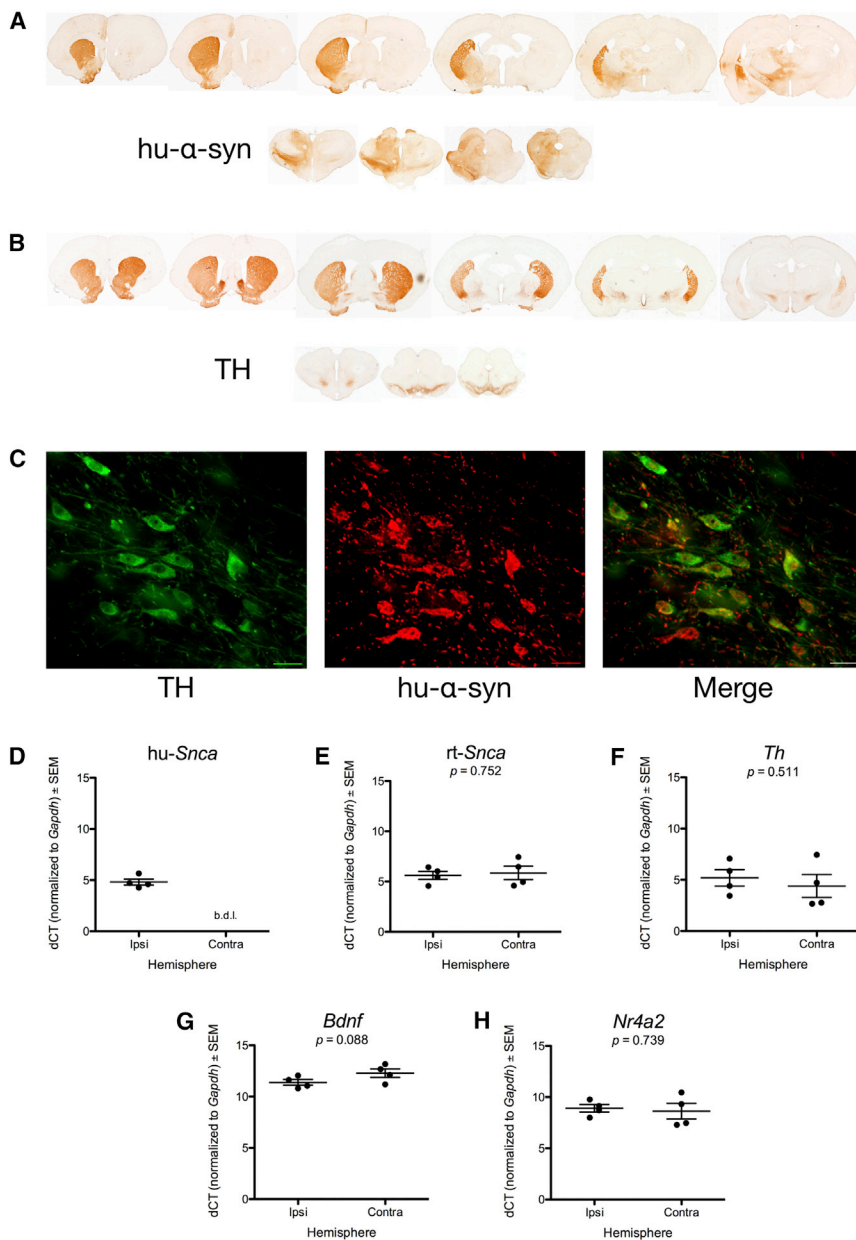 A
hu-α-syn
B
TH
C
TH
hu-α-syn
Merge
D
hu-Snca
dCT (normalized to Gapdh) ± SEM
15
10
5
0
b.d.l.
Ipsi
Contra
Hemisphere
E
rt-Snca
p = 0.752
dCT (normalized to Gapdh) ± SEM
15
10
5
0
Ipsi
Contra
Hemisphere
F
Th
p = 0.511
dCT (normalized to Gapdh) ± SEM
15
10
5
0
Ipsi
Contra
Hemisphere
G
Bdnf
p = 0.088
dCT (normalized to Gapdh) ± SEM
15
10
5
0
Ipsi
Contra
Hemisphere
H
Nr4a2
p = 0.739
dCT (normalized to Gapdh) ± SEM
15
10
5
0
Ipsi
Contra
Hemisphere